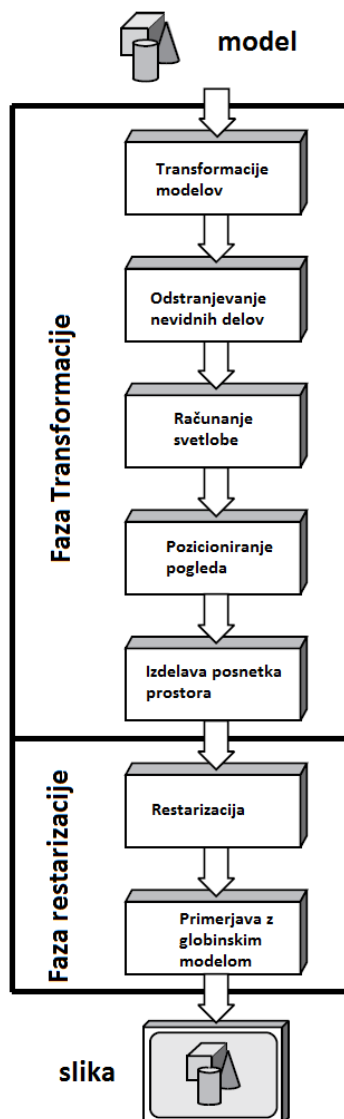 model
Faza Transformacije
Transformacije
modelov
Odstranjevanje
nevidnih delov
Računanje
svetlobe
Pozicioniranje
pogleda
Izdelava posnetka
prostora
Faza restarizacije
Restarizacija
Primerjava z
globinskim
modelom
slika